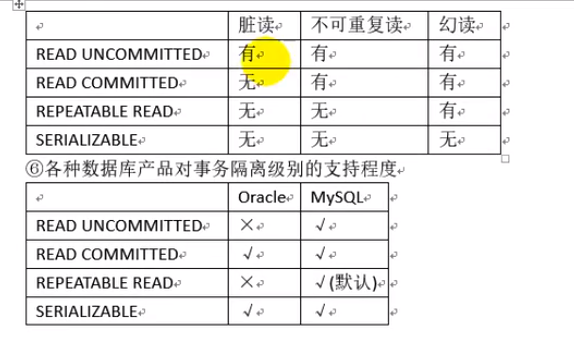 脏读 不可重复读 幻读
READ UNCOMMITTED 有 有 有
READ COMMITTED 无 有 有
REPEATABLE READ 无 无 有
SERIALIZABLE 无 无 无
⑥各种数据库产品对事务隔离级别的支持程度
Oracle MySQL
READ UNCOMMITTED × √
READ COMMITTED √ √
REPEATABLE READ × √(默认)
SERIALIZABLE √ √